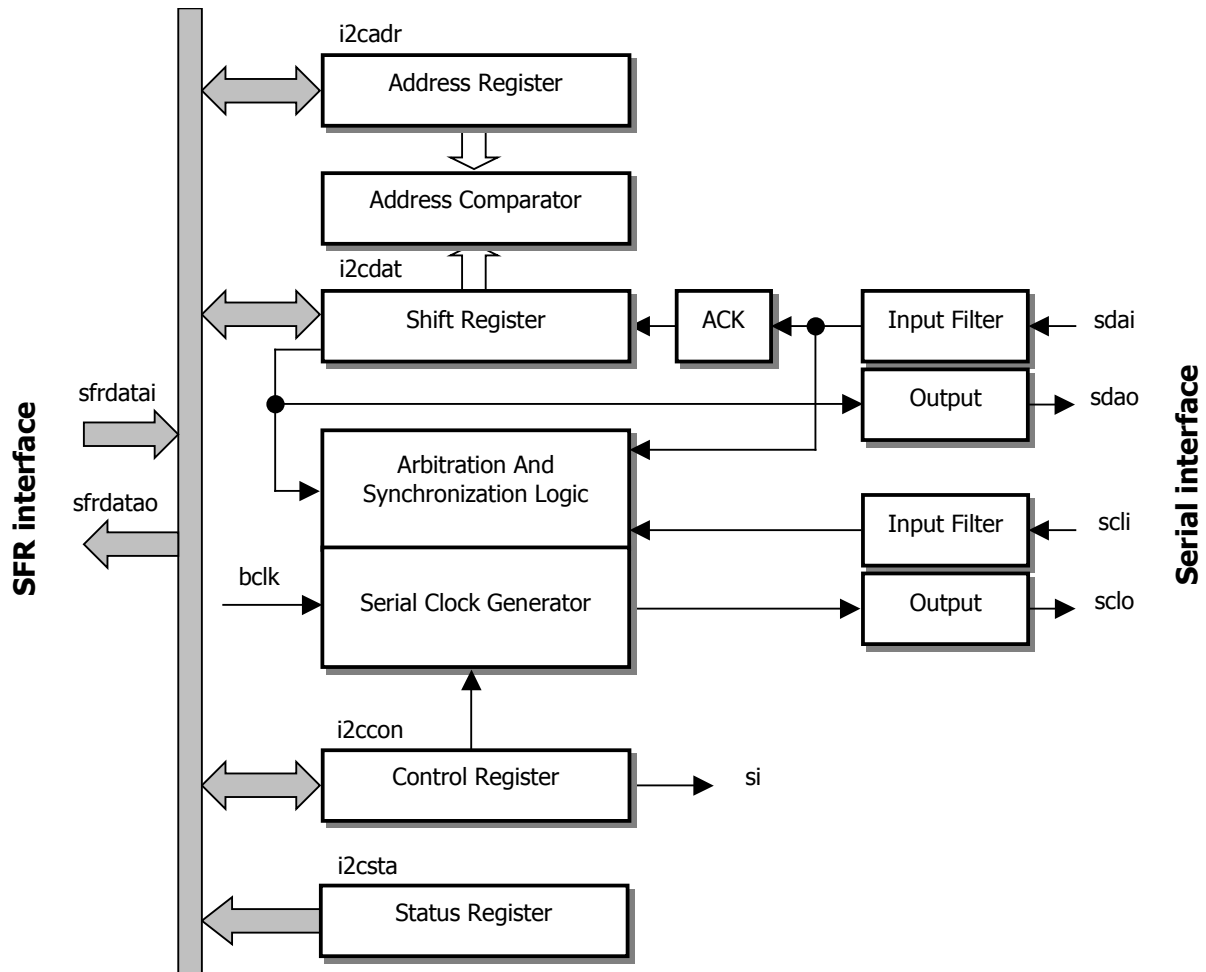 i2cadr
Address Register
Address Comparator
i2cdat
Shift Register
ACK
Input Filter
sdai
Output
sdao
sfrdatai
SFR interface
Serial interface
Arbitration And
Synchronization Logic
sfrdatao
Input Filter
scli
bclk
Serial Clock Generator
Output
sclo
i2ccon
Control Register
si
i2csta
Status Register